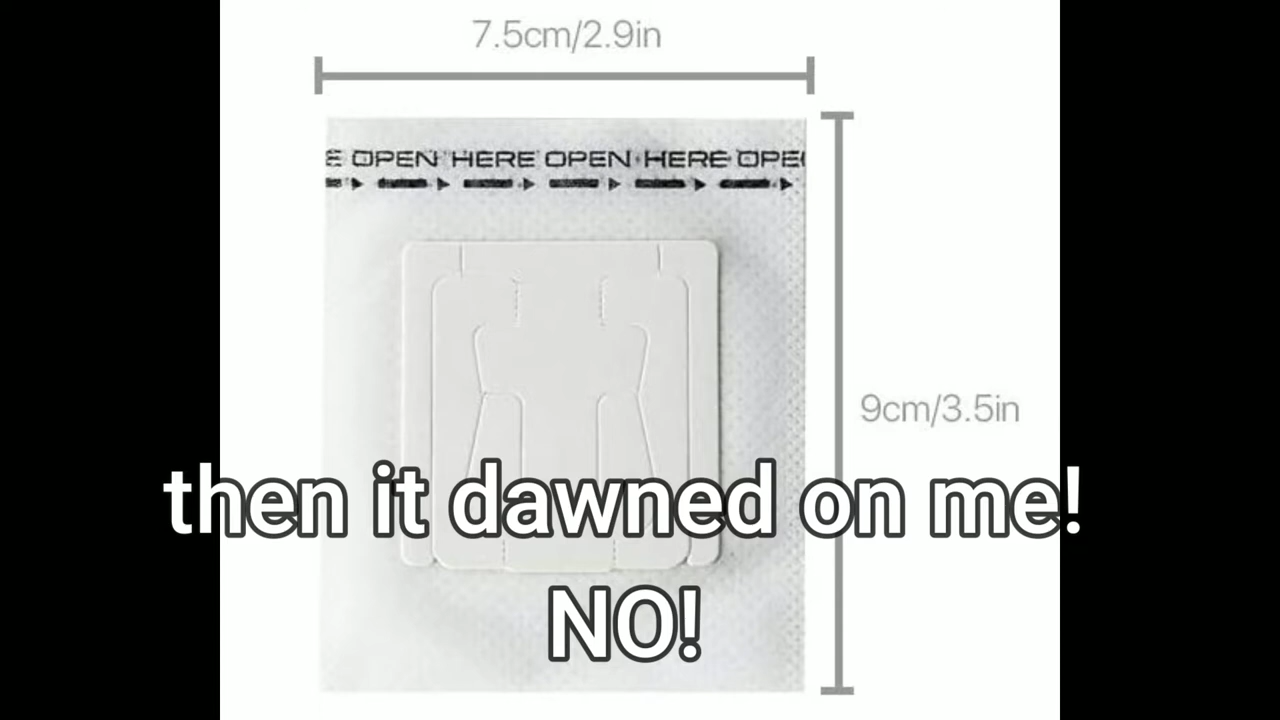 7.5cm/2.9in
E OPEN HERE OPEN HERE OPE
9cm/3.5in
then it dawned on me!
NO!